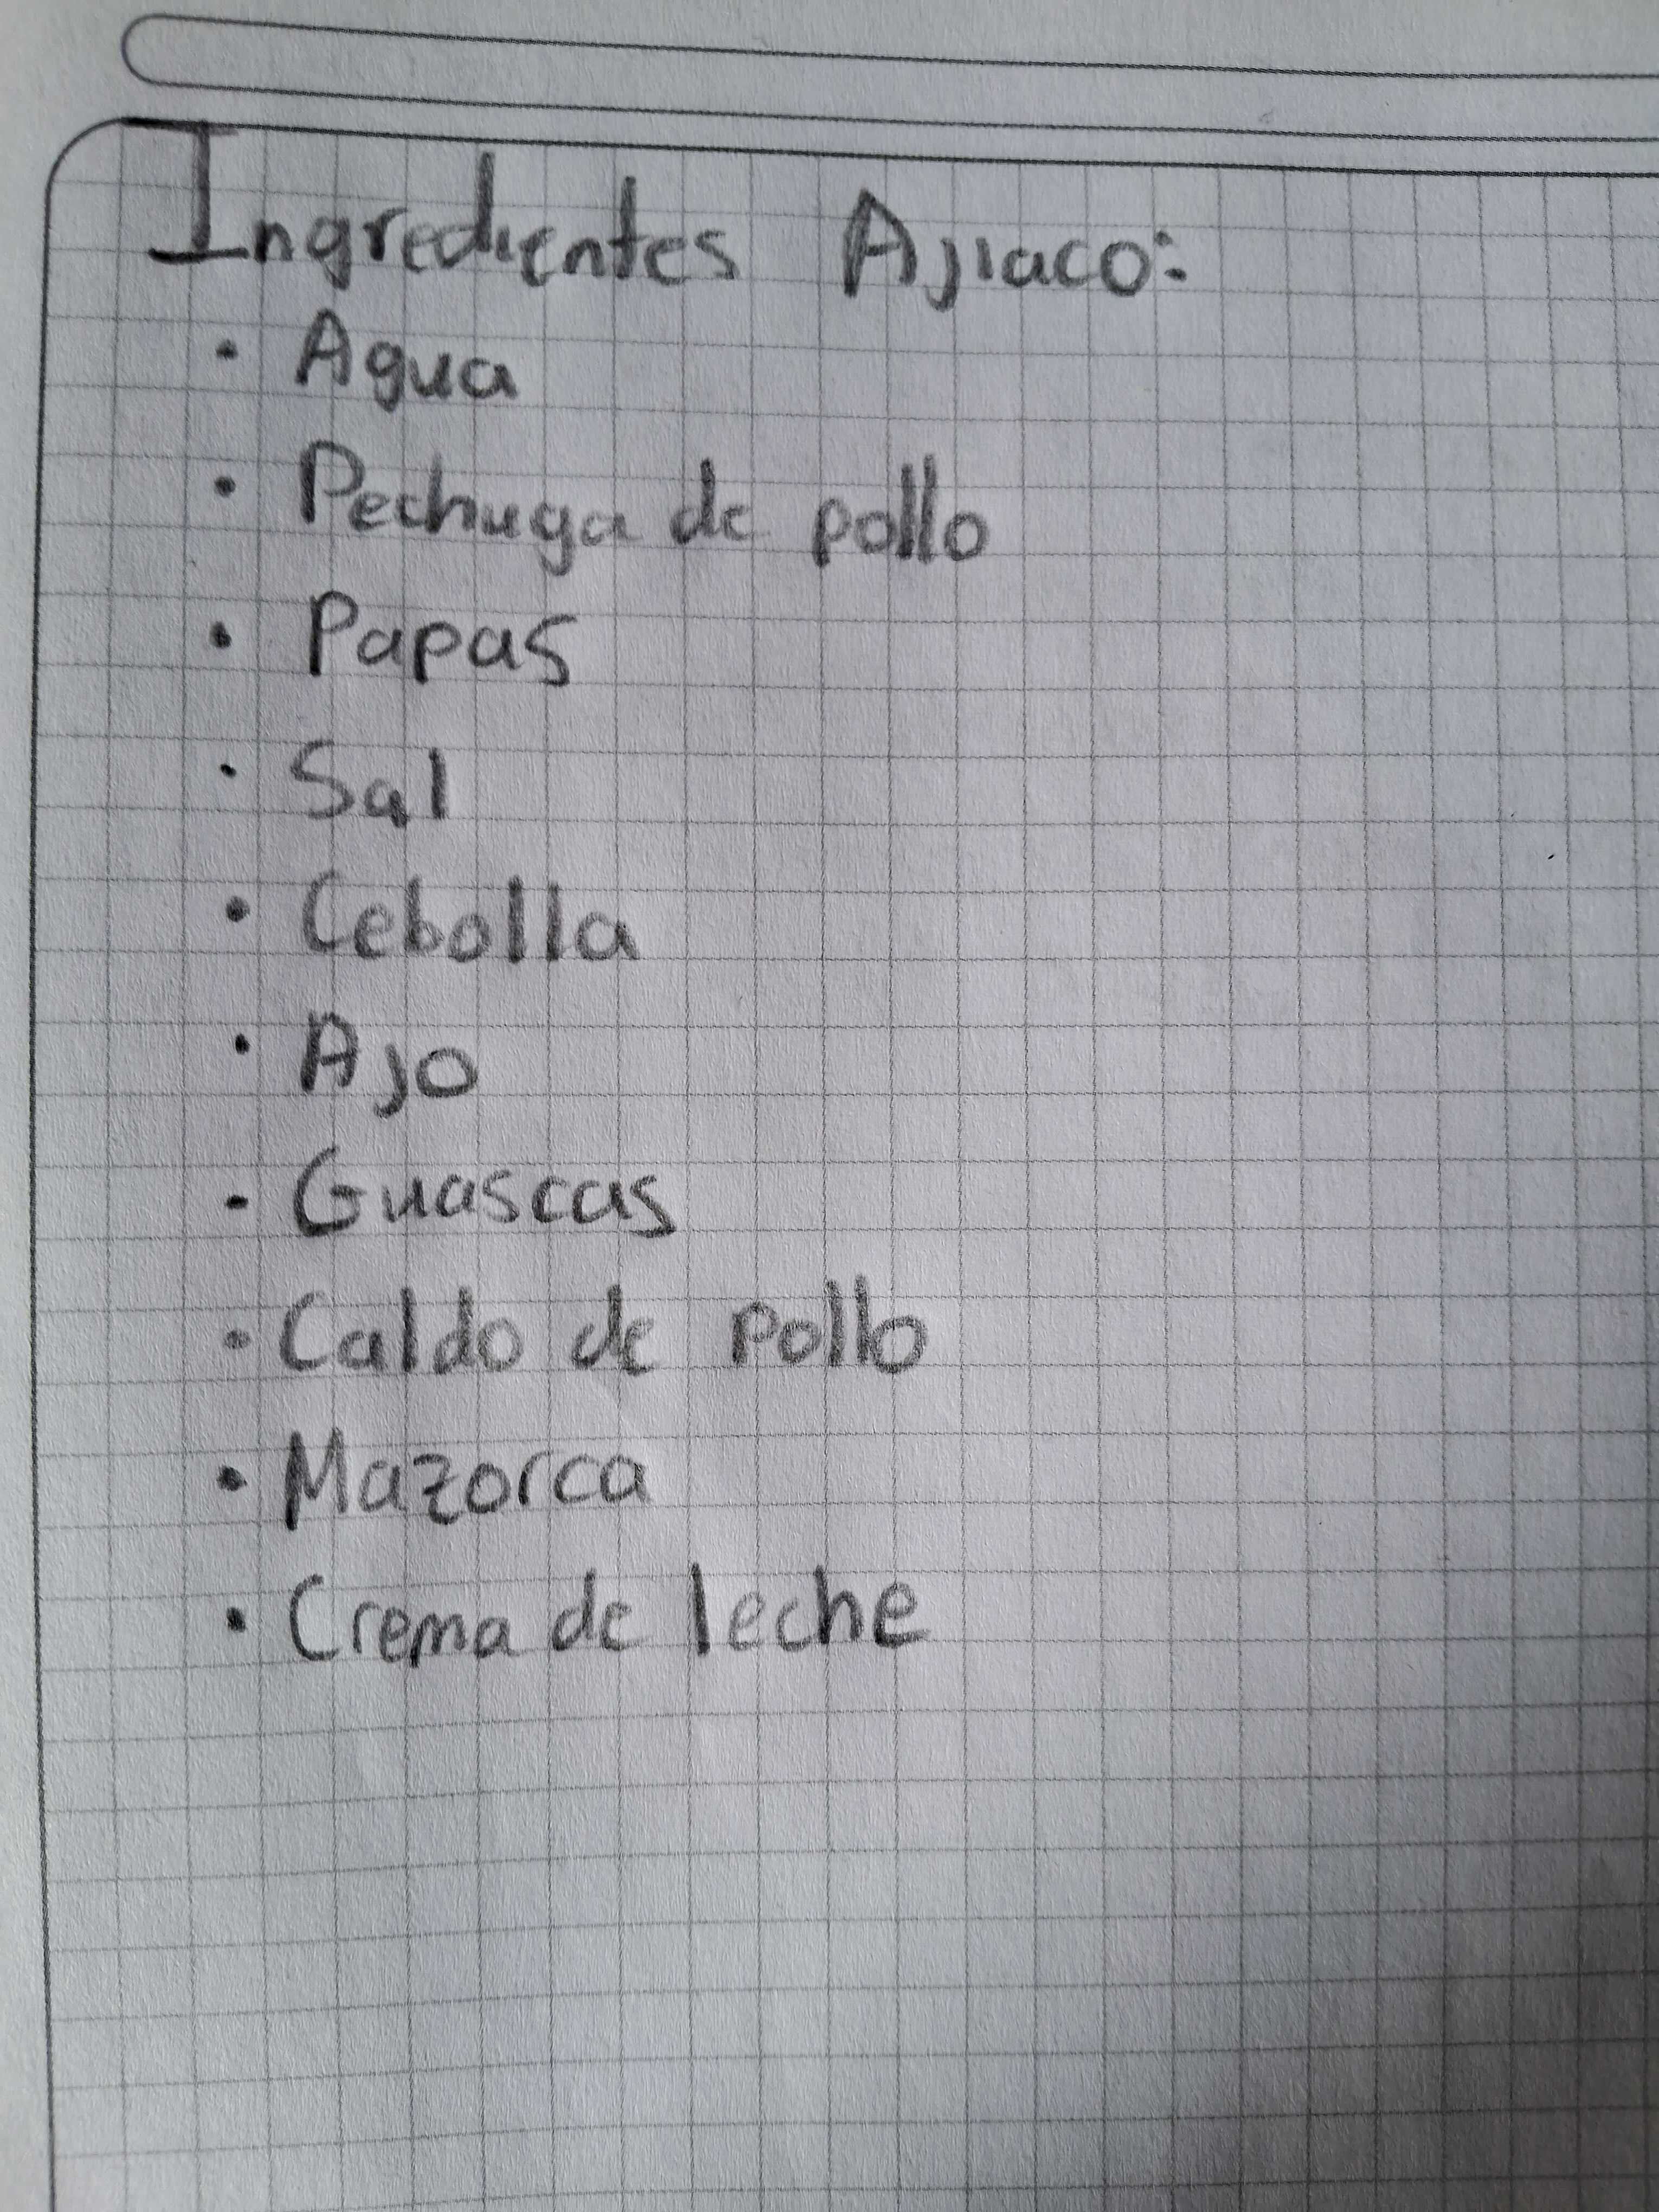 Ingredientes Ajiaco:
• Agua
• Pechuga de pollo
• Papas
• Sal
• Cebolla
• Ajo
• Guascas
• Caldo de pollo
• Mazorca
• Crema de leche